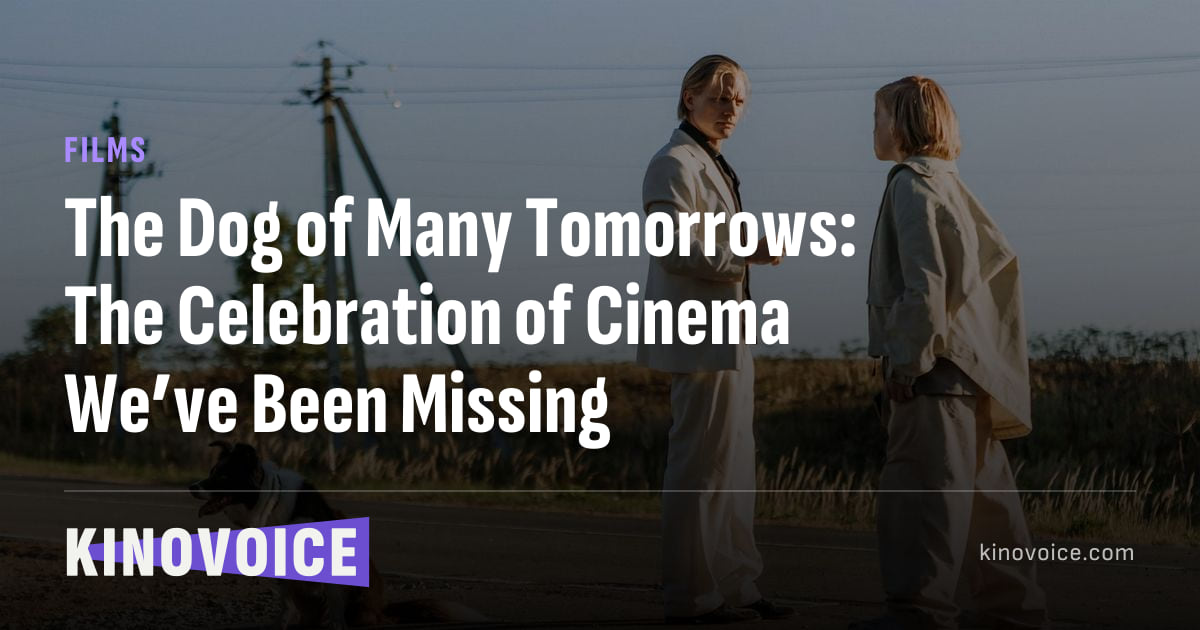 FILMS
The Dog of Many Tomorrows:
The Celebration of Cinema
We’ve Been Missing
KINOVOICE
kinovoice.com